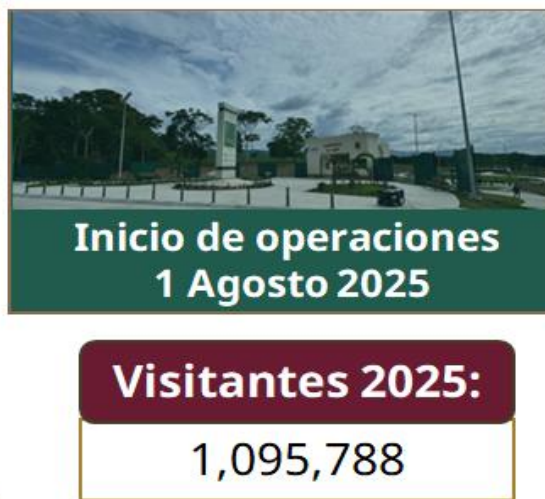 Inicio de operaciones
1 Agosto 2025
Visitantes 2025:
1,095,788